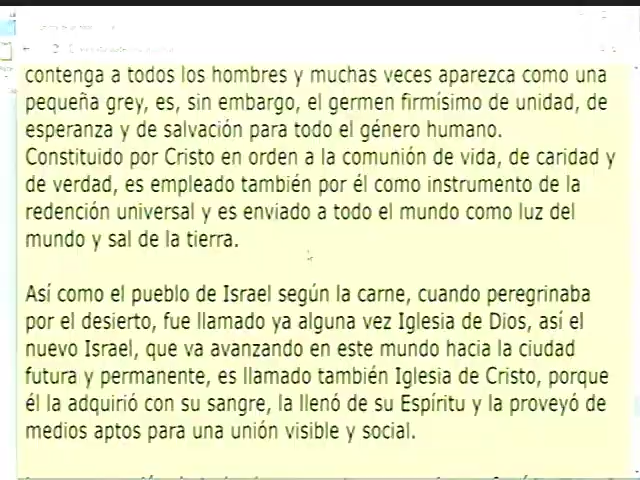 contenga a todos los hombres y muchas veces aparezca como una
pequeña grey, es, sin embargo, el germen firmísimo de unidad, de
esperanza y de salvación para todo el género humano.
Constituido por Cristo en orden a la comunión de vida, de caridad y
de verdad, es empleado también por él como instrumento de la
redención universal y es enviado a todo el mundo como luz del
mundo y sal de la tierra.
Así como el pueblo de Israel según la carne, cuando peregrinaba
por el desierto, fue llamado ya alguna vez Iglesia de Dios, así el
nuevo Israel, que va avanzando en este mundo hacia la ciudad
futura y permanente, es llamado también Iglesia de Cristo, porque
él la adquirió con su sangre, la llenó de su Espíritu y la proveyó de
medios aptos para una unión visible y social.